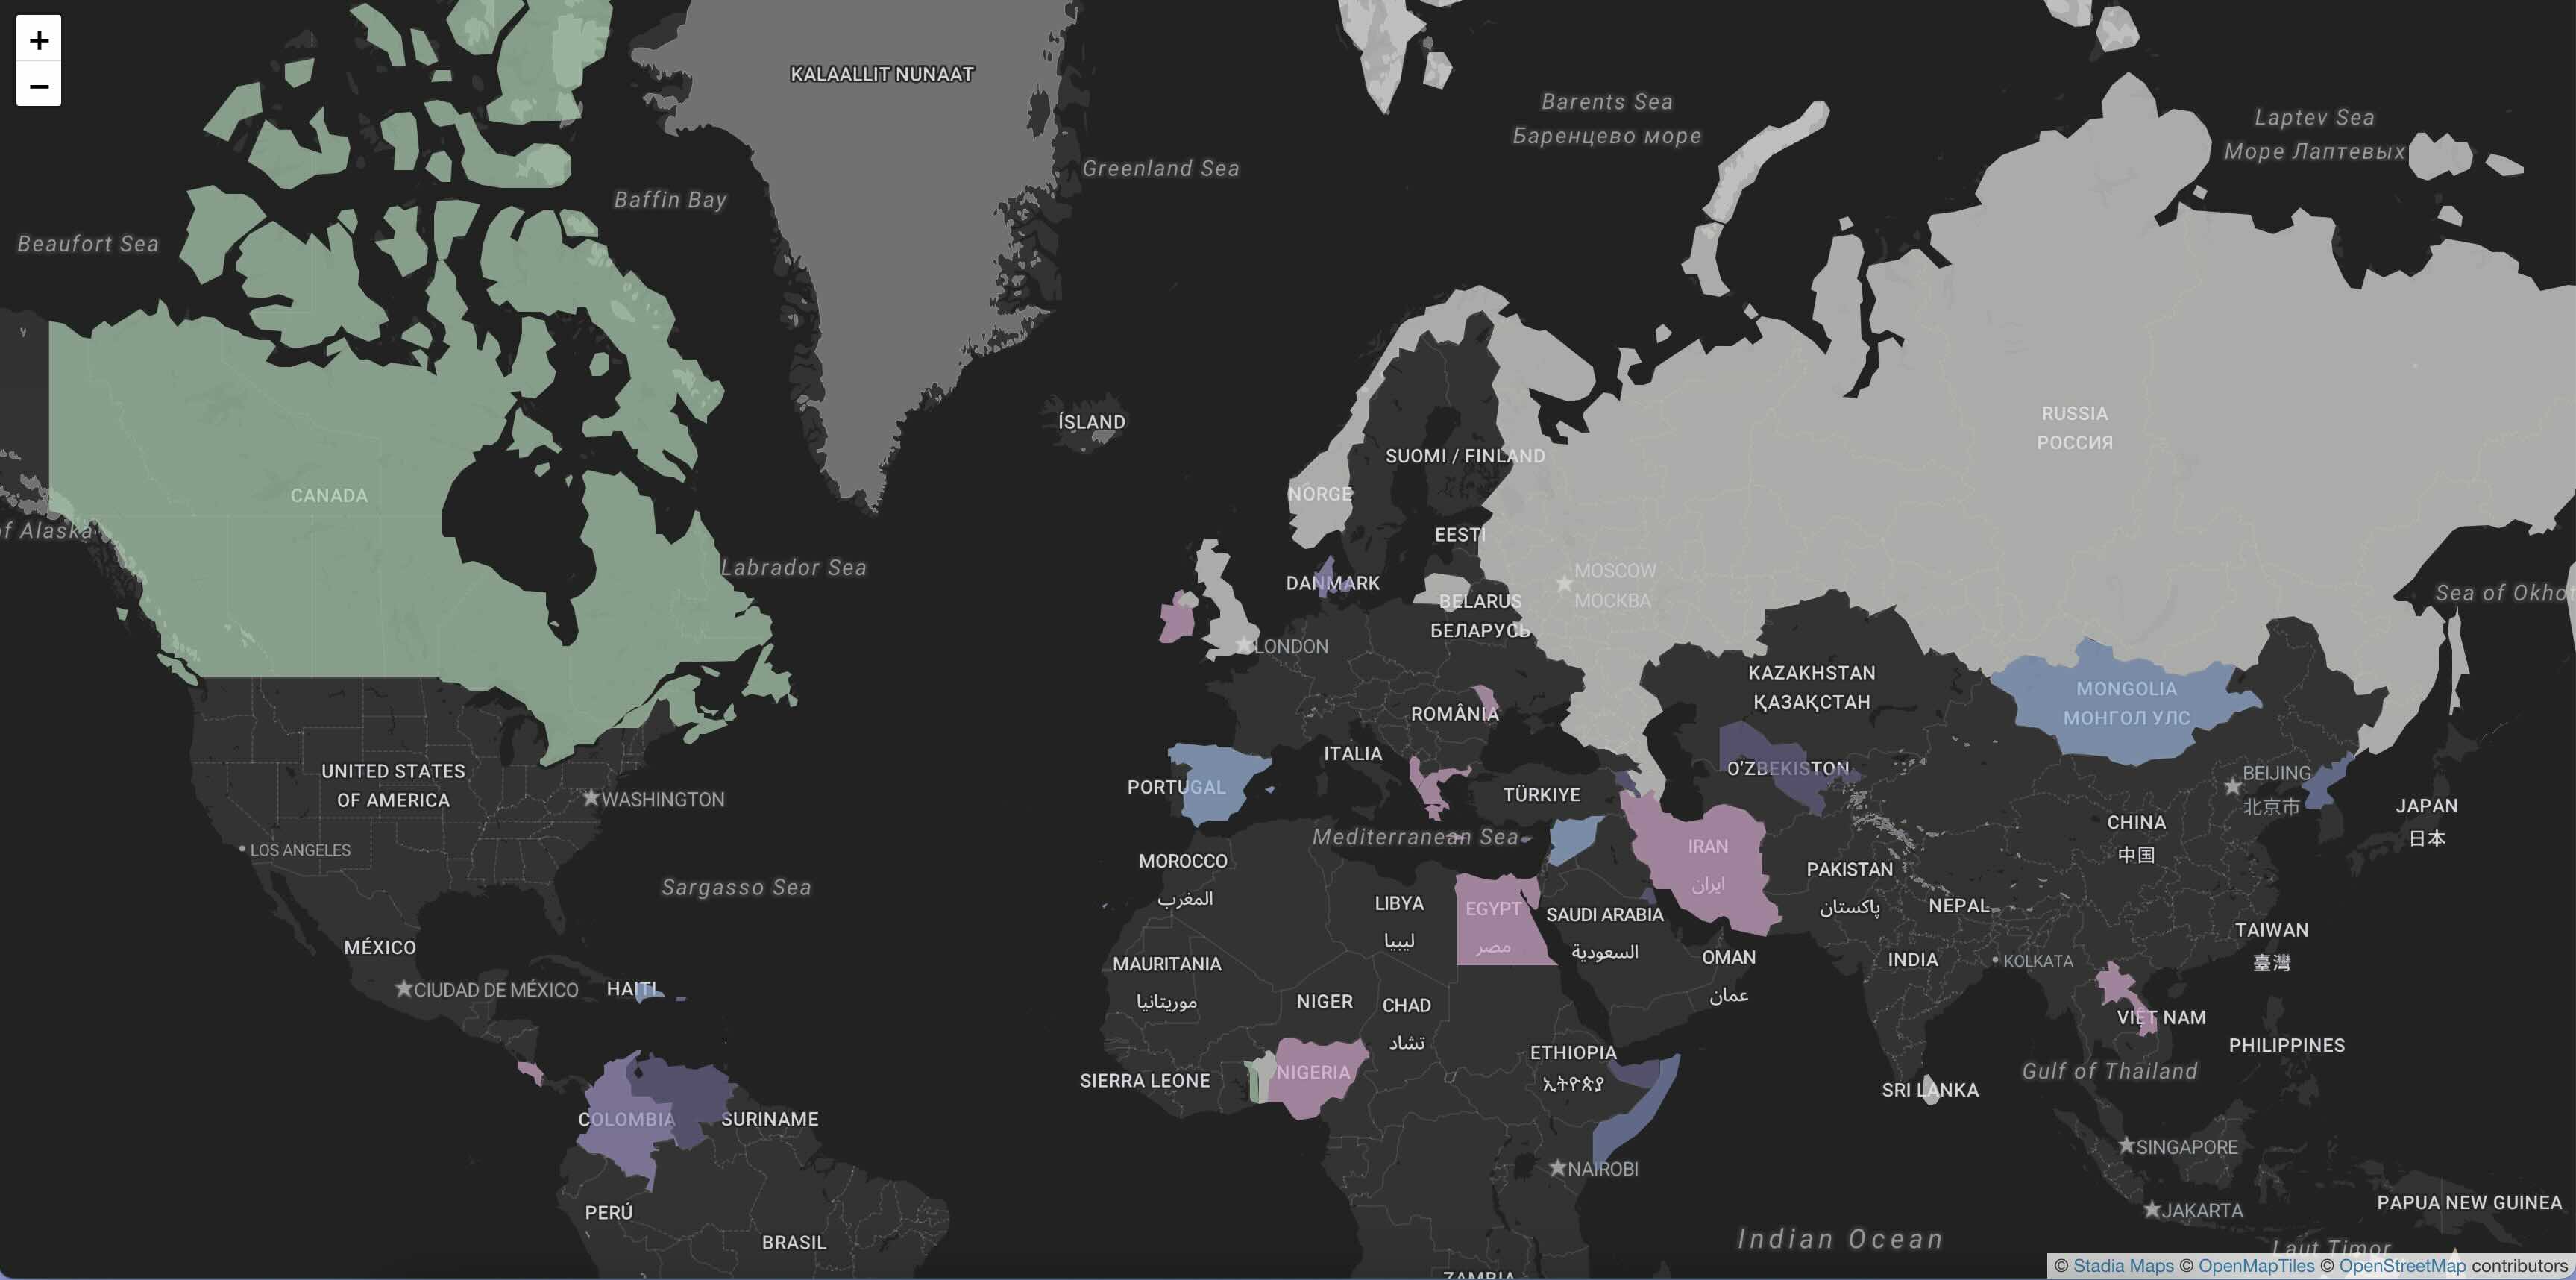 +
−
KALAALLIT NUNAAT
Barents Sea
Баренцево море
Laptev Sea
Море Лаптевых
Greenland Sea
Baffin Bay
Beaufort Sea
ÍSLAND
RUSSIA
РОССИЯ
SUOMI / FINLAND
CANADA
NORGE
of Alaska
EESTI
Labrador Sea
MOSCOW
МОСКВА
DANMARK
Sea of Okhot
BELARUS
БЕЛАРУСЬ
LONDON
KAZAKHSTAN
ҚАЗАҚСТАН
MONGOLIA
МОНГОЛ УЛС
ROMÂNIA
ITALIA
UNITED STATES
OF AMERICA
O'ZBEKISTON
BEIJING
北京市
PORTUGAL
TÜRKIYE
WASHINGTON
JAPAN
日本
CHINA
中国
Mediterranean Sea
LOS ANGELES
IRAN
ایران
MOROCCO
المغرب
PAKISTAN
پاکستان
Sargasso Sea
LIBYA
ليبيا
EGYPT
مصر
SAUDI ARABIA
السعودية
NEPAL
TAIWAN
臺灣
MÉXICO
OMAN
عمان
INDIA
KOLKATA
MAURITANIA
موريتانيا
CIUDAD DE MÉXICO
HAITI
NIGER
CHAD
تشاد
VIỆT NAM
PHILIPPINES
ETHIOPIA
ኢትዮጵያ
NIGERIA
SIERRA LEONE
Gulf of Thailand
SRI LANKA
COLOMBIA
SURINAME
SINGAPORE
NAIROBI
PERÚ
PAPUA NEW GUINEA
JAKARTA
BRASIL
Indian Ocean
Laut Timor
ZAMBIA
© Stadia Maps © OpenMapTiles © OpenStreetMap contributors